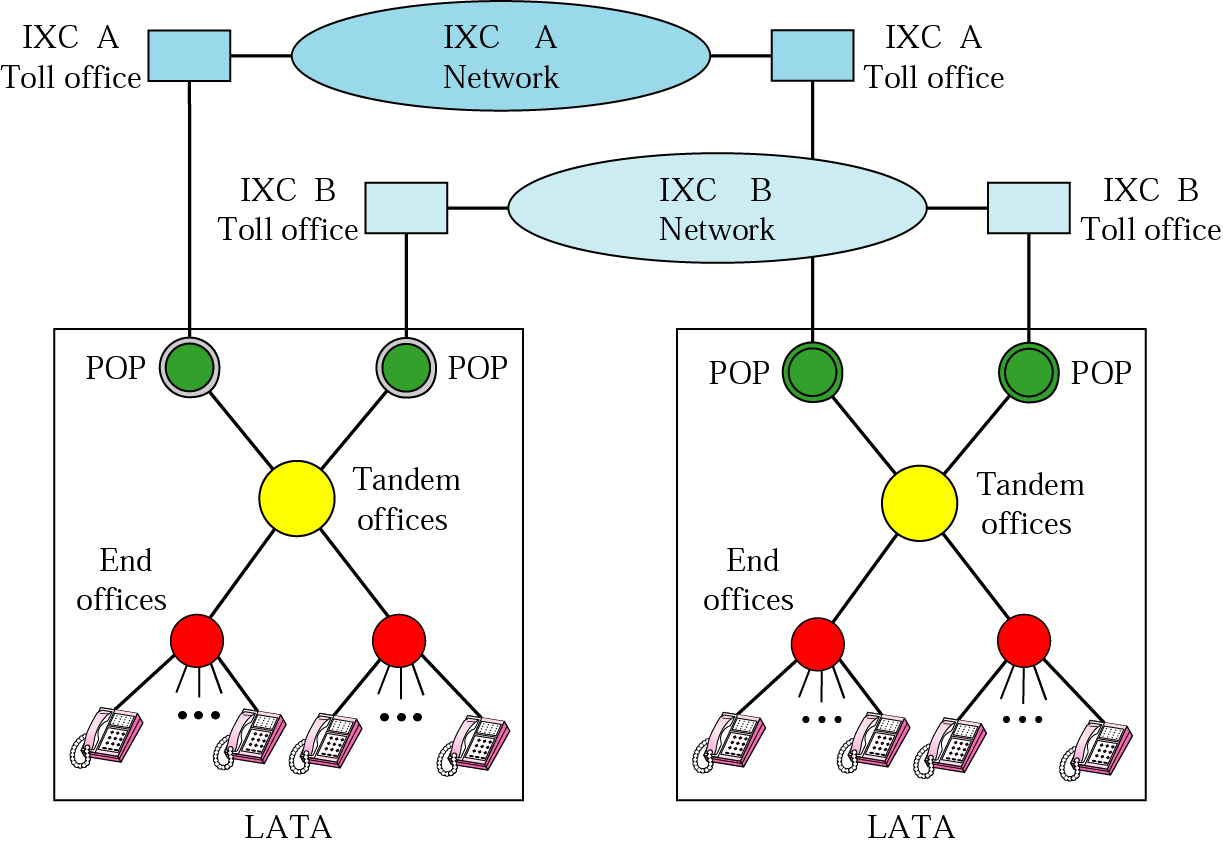 IXC A
Toll office
IXC A
Network
IXC A
Toll office
IXC B
Toll office
IXC B
Network
IXC B
Toll office
POP
POP
POP
POP
Tandem
offices
Tandem
offices
End
offices
End
offices
LATA
LATA